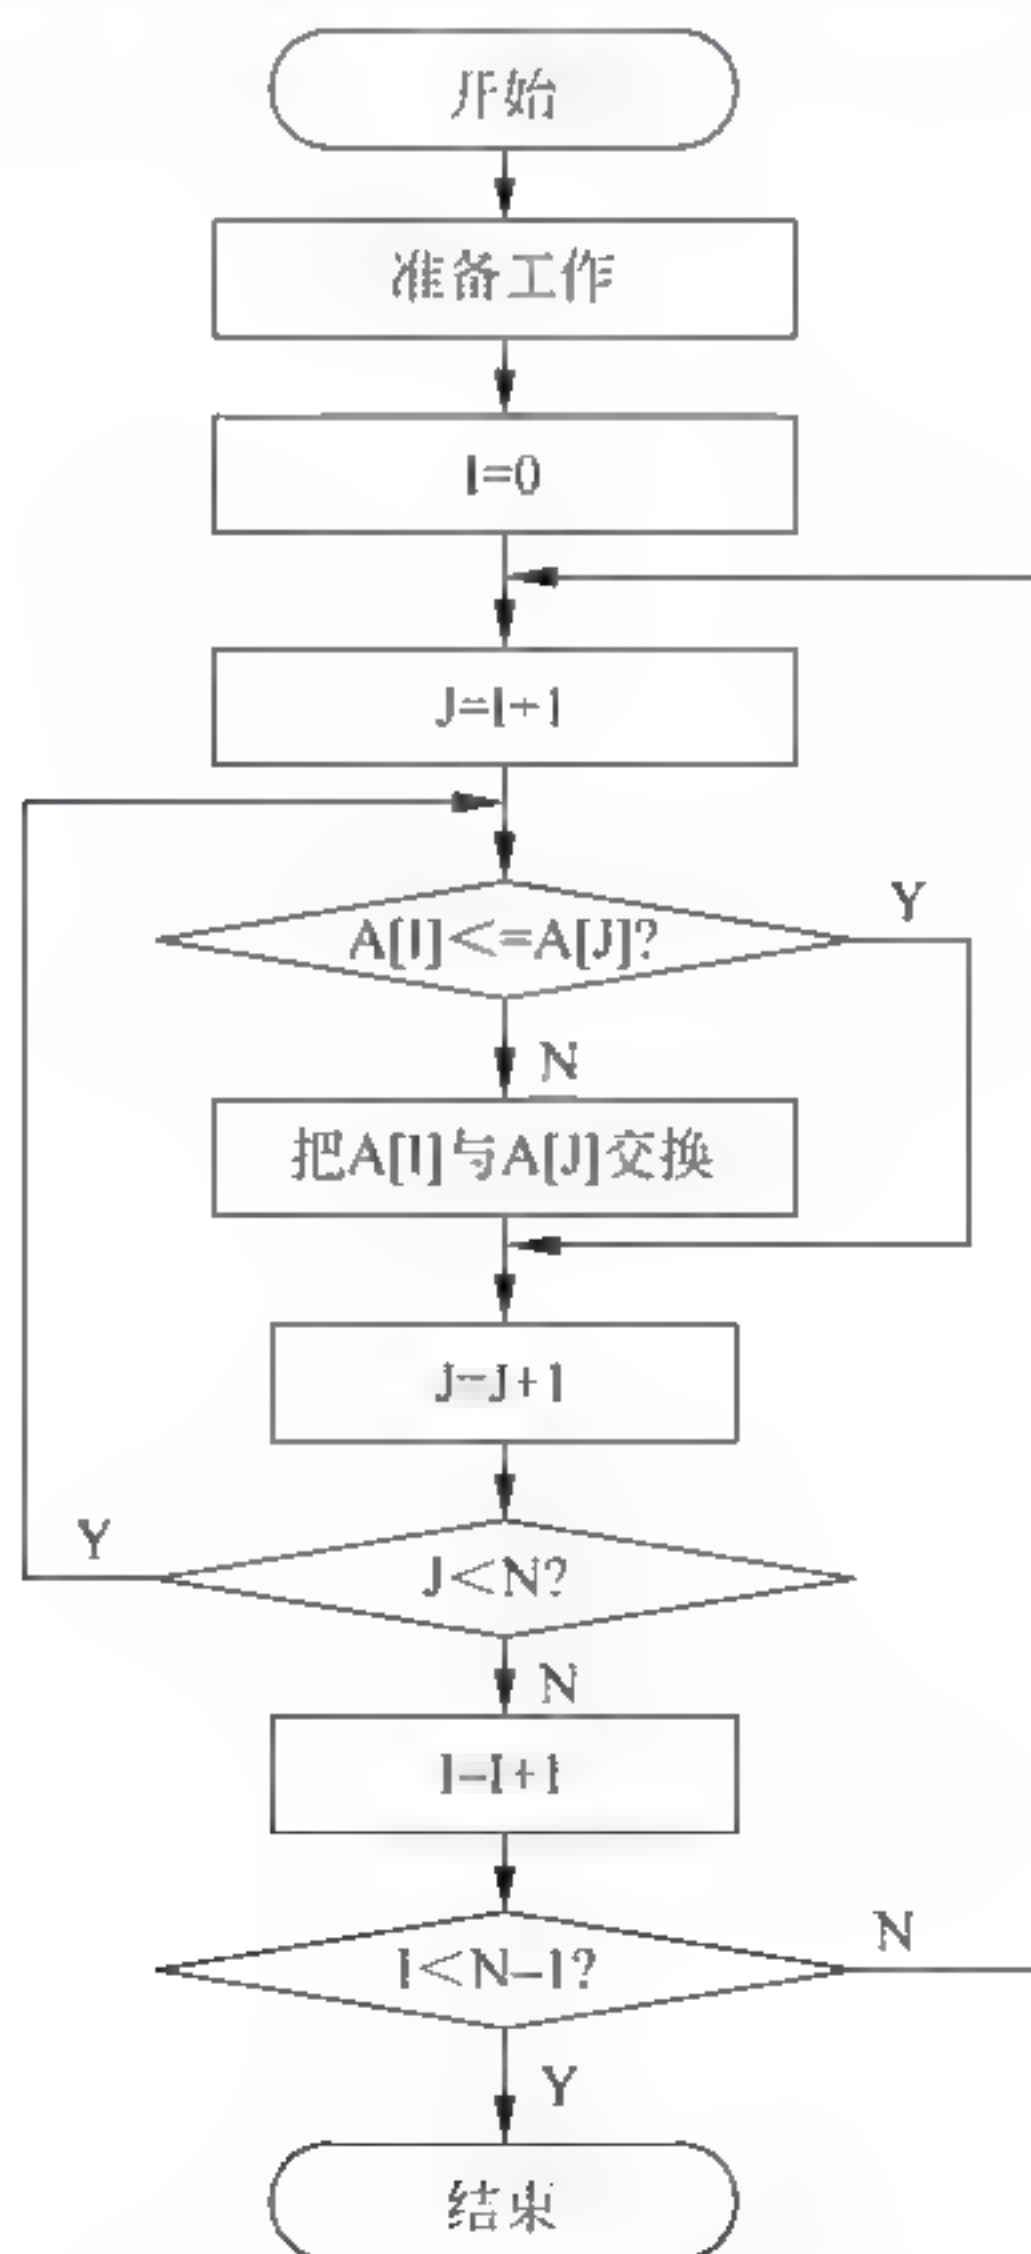 开始
准备工作
I=0
J=I+1
A[I]<=A[J]?
Y
N
把A[I]与A[J]交换
J=J+1
Y
J<N?
N
I=I+1
N
I<N-1?
Y
结束